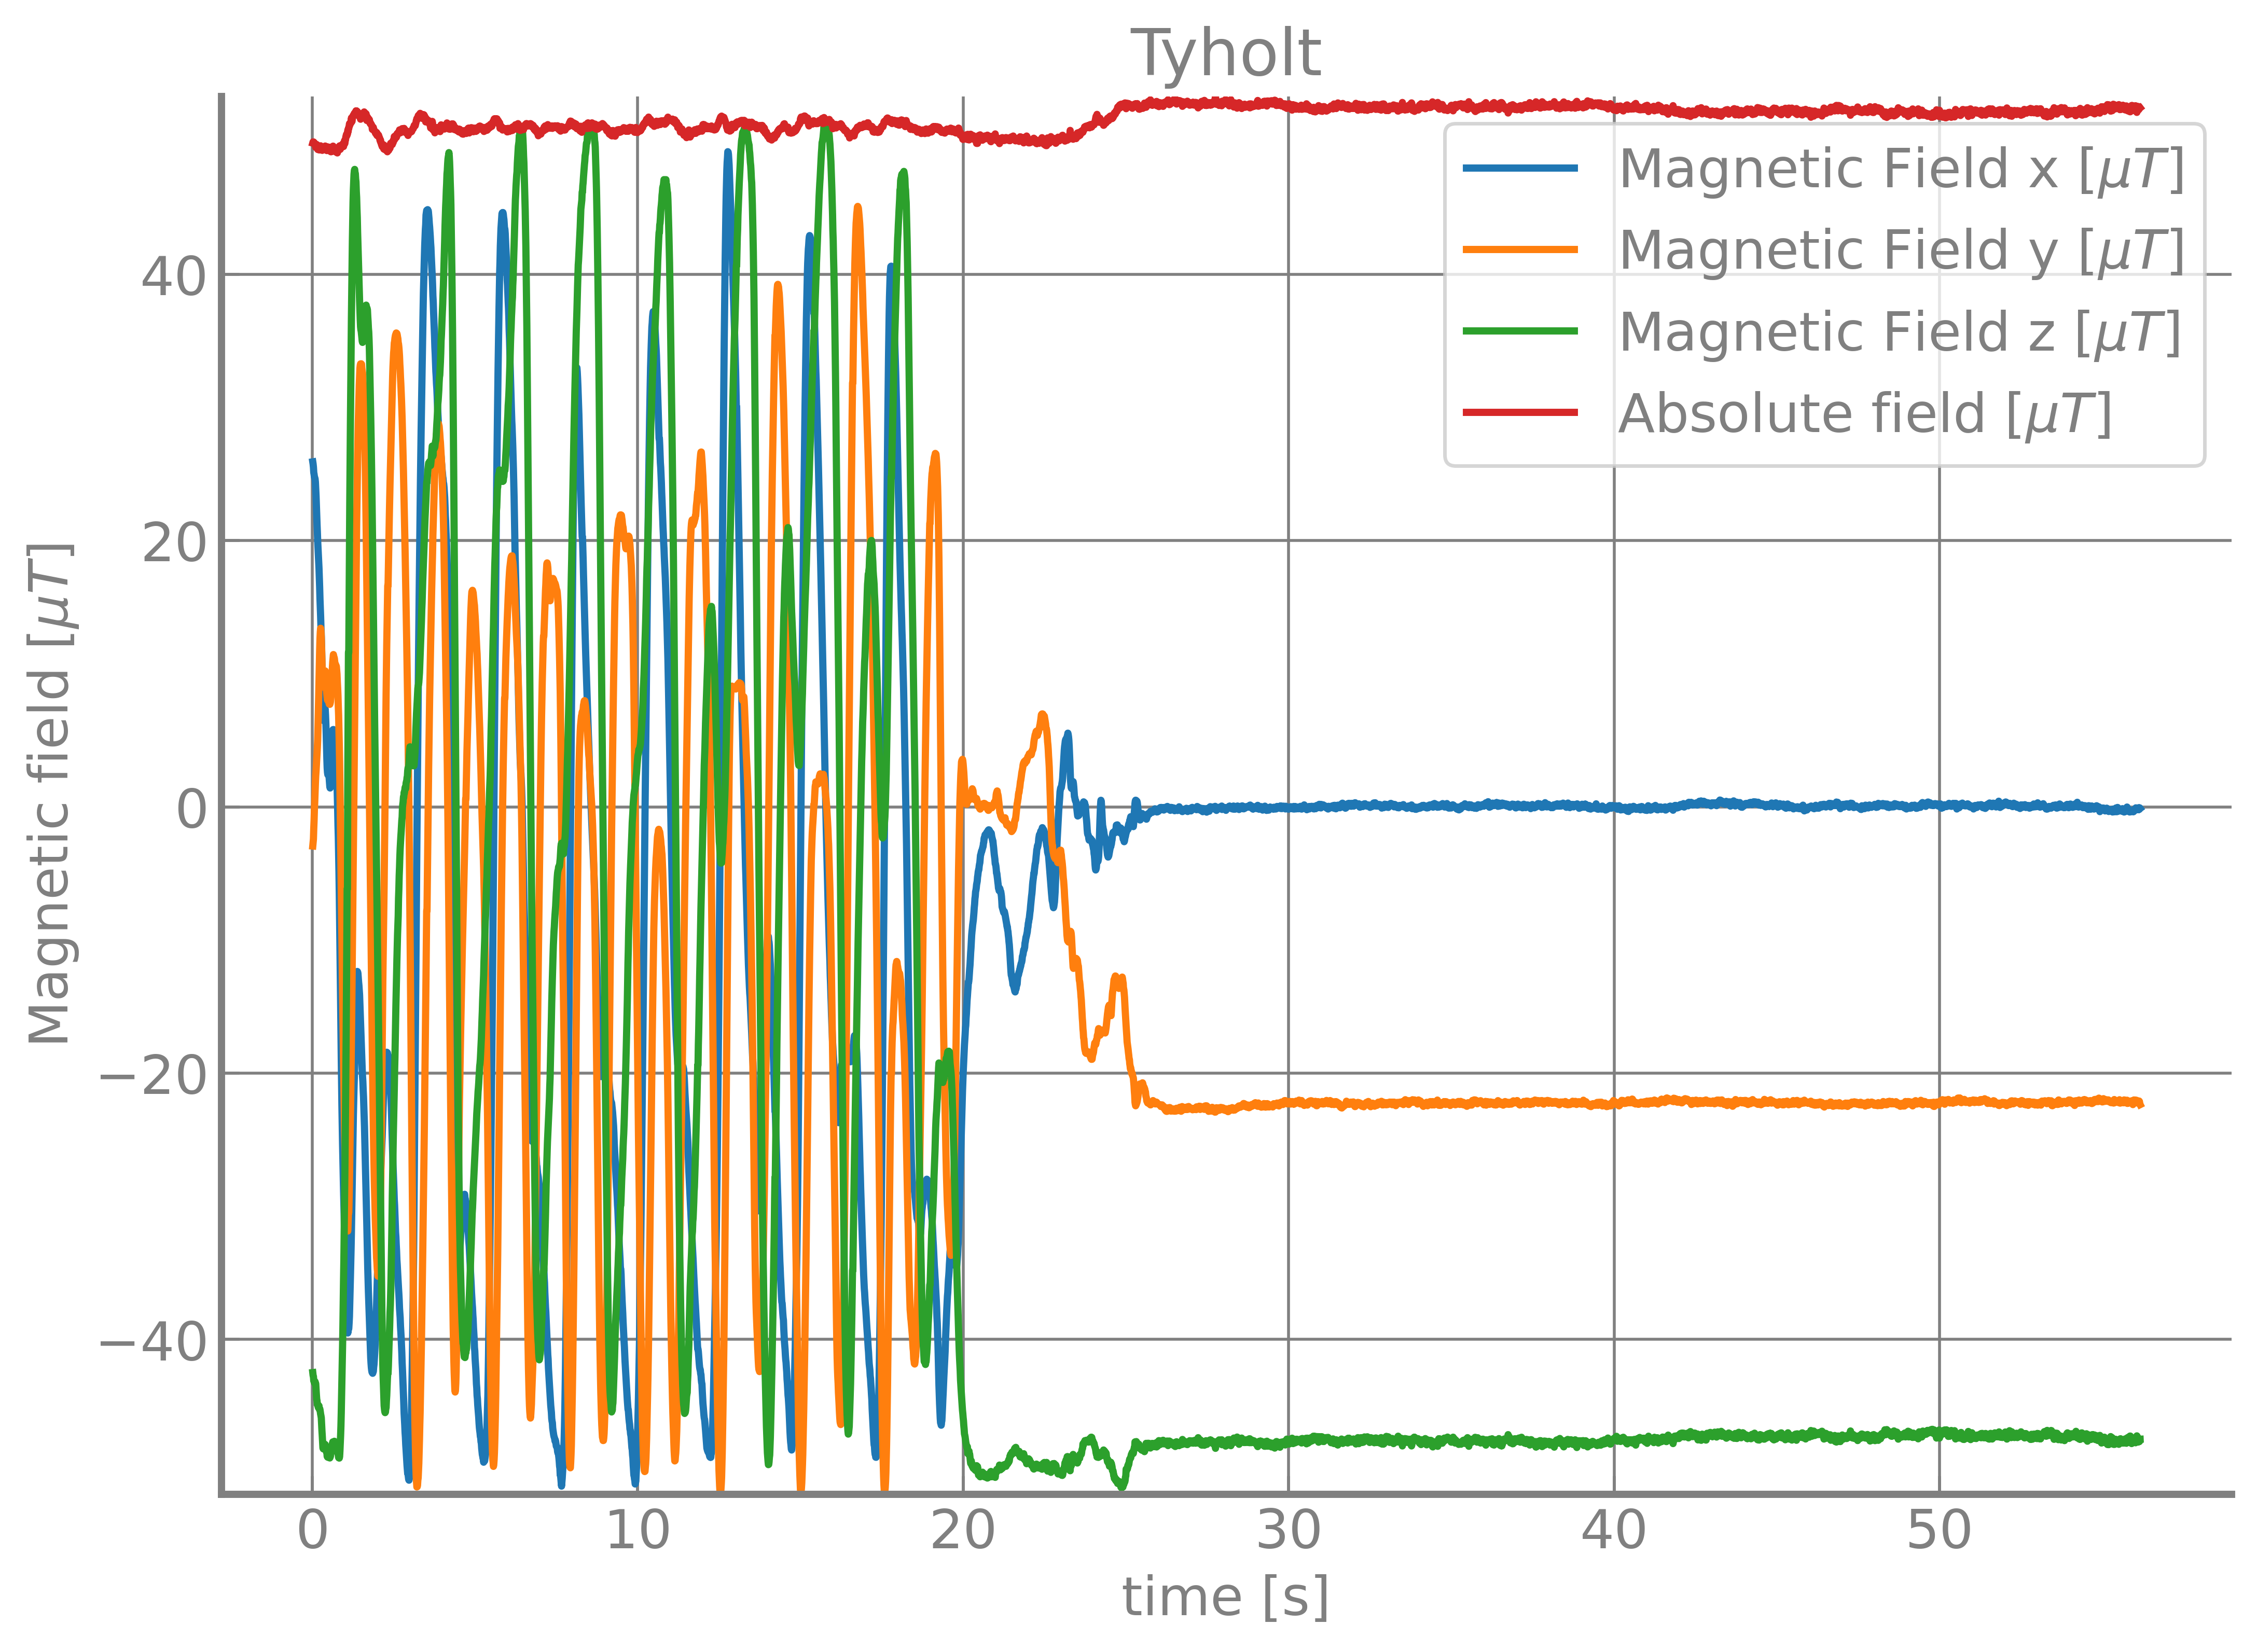 Tyholt
Magnetic field [μT]
40
20
0
−20
−40
Magnetic Field x [μT]
Magnetic Field y [μT]
Magnetic Field z [μT]
Absolute field [μT]
0 10 20 30 40 50
time [s]